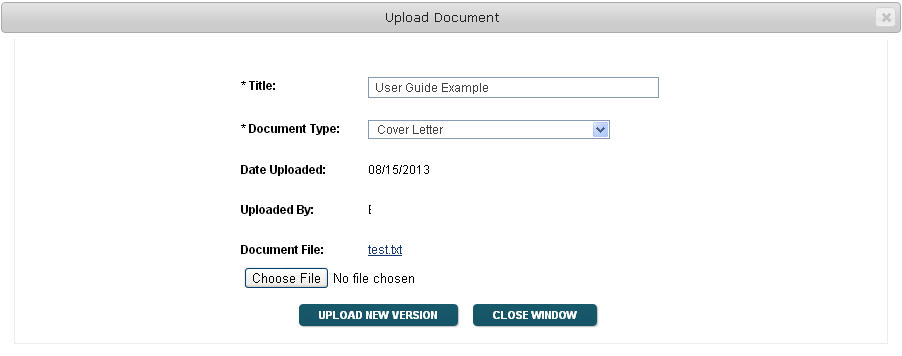 Upload Document
* Title: User Guide Example
* Document Type: Cover Letter
Date Uploaded: 08/15/2013
Uploaded By:
Document File: test.txt
Choose File No file chosen
UPLOAD NEW VERSION CLOSE WINDOW